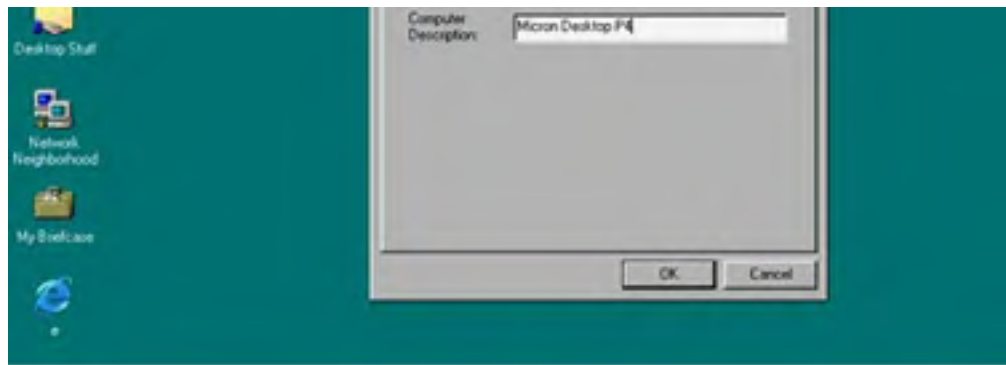 Desktop Stuff
Network
Neighborhood
My Briefcase
e
Computer
Description:
Micron Desktop P4
OK
Cancel